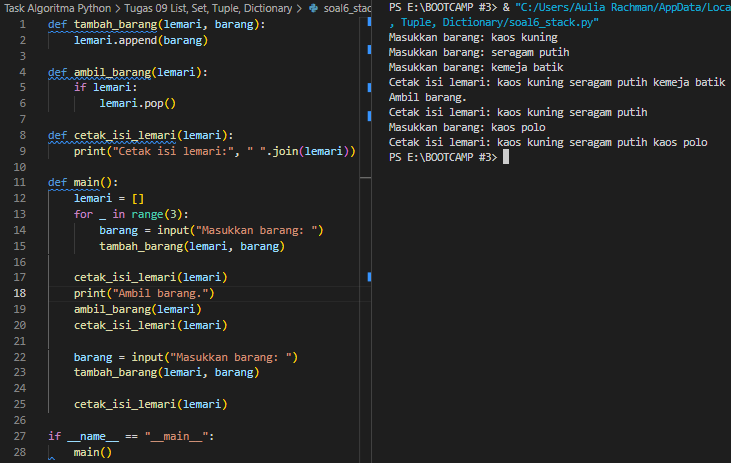 Task Algoritma Python > Tugas 09 List, Set, Tuple, Dictionary > soal6_stack
1 def tambah_barang(lemari, barang):
2     lemari.append(barang)
3
4 def ambil_barang(lemari):
5     if lemari:
6         lemari.pop()
7
8 def cetak_isi_lemari(lemari):
9     print("Cetak isi lemari:", " ".join(lemari))
10
11 def main():
12     lemari = []
13     for _ in range(3):
14         barang = input("Masukkan barang: ")
15         tambah_barang(lemari, barang)
16
17     cetak_isi_lemari(lemari)
18     print("Ambil barang.")
19     ambil_barang(lemari)
20     cetak_isi_lemari(lemari)
21
22     barang = input("Masukkan barang: ")
23     tambah_barang(lemari, barang)
24
25     cetak_isi_lemari(lemari)
26
27 if __name__ == "__main__":
28     main()
PS E:\BOOTCAMP #3> & "C:/Users/Aulia Rachman/AppData/Loca
, Tuple, Dictionary/soal6_stack.py"
Masukkan barang: kaos kuning
Masukkan barang: seragam putih
Masukkan barang: kemeja batik
Cetak isi lemari: kaos kuning seragam putih kemeja batik
Ambil barang.
Cetak isi lemari: kaos kuning seragam putih
Masukkan barang: kaos polo
Cetak isi lemari: kaos kuning seragam putih kaos polo
PS E:\BOOTCAMP #3>